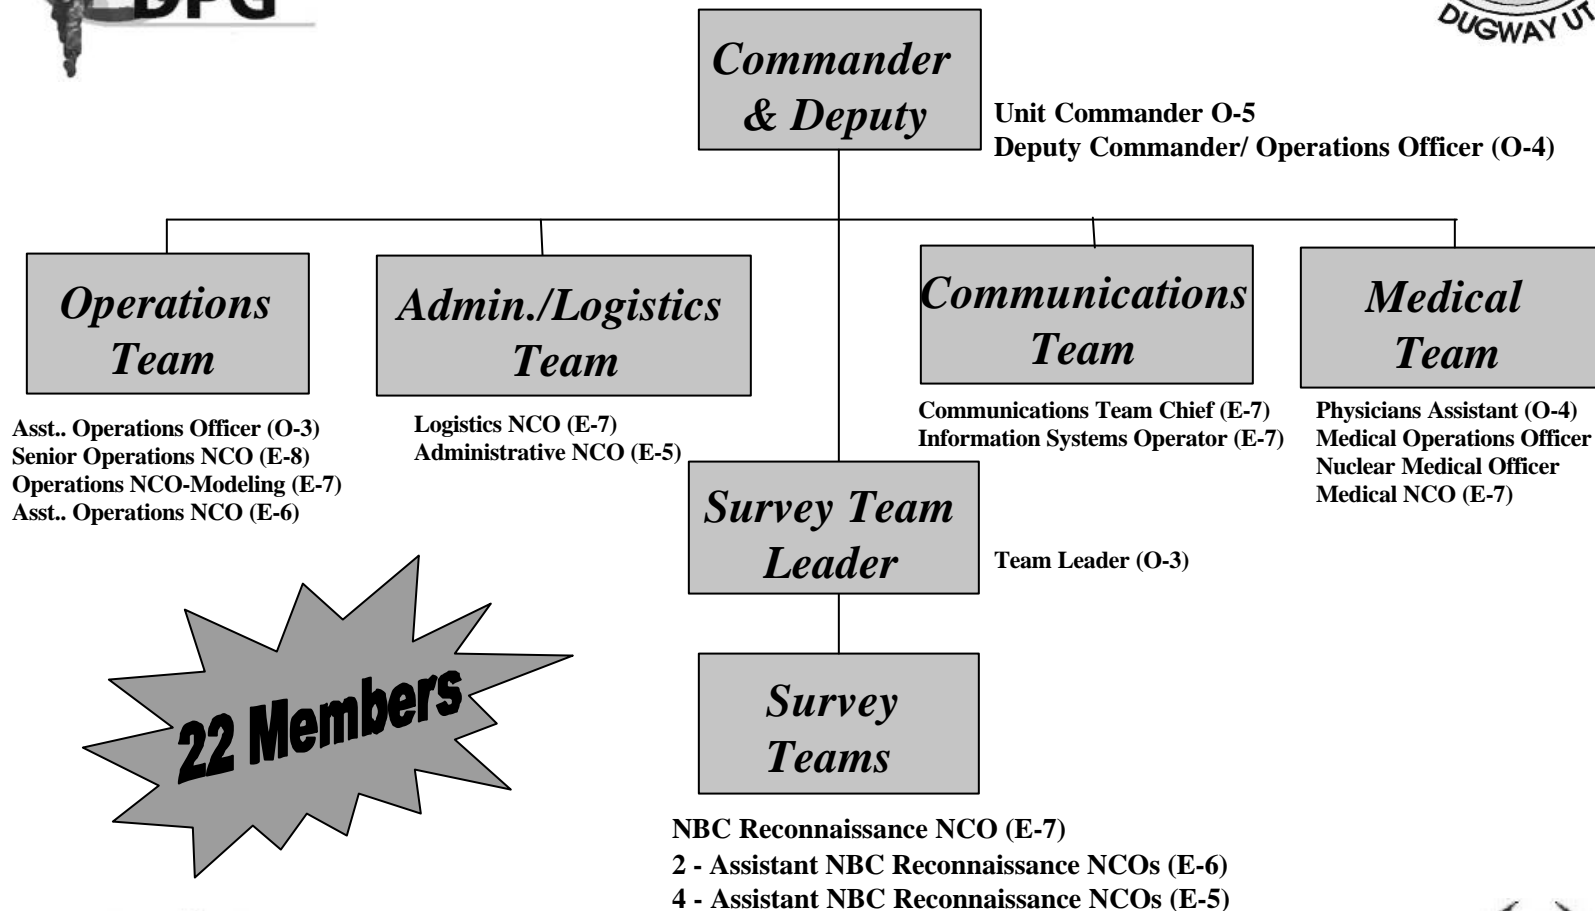 DPG
DUGWAY UT
Commander
& Deputy
Unit Commander O-5
Deputy Commander/ Operations Officer (O-4)
Operations
Team
Asst.. Operations Officer (O-3)
Senior Operations NCO (E-8)
Operations NCO-Modeling (E-7)
Asst.. Operations NCO (E-6)
Admin./Logistics
Team
Logistics NCO (E-7)
Administrative NCO (E-5)
Communications
Team
Communications Team Chief (E-7)
Information Systems Operator (E-7)
Medical
Team
Physicians Assistant (O-4)
Medical Operations Officer
Nuclear Medical Officer
Medical NCO (E-7)
Survey Team
Leader
Team Leader (O-3)
22 Members
Survey
Teams
NBC Reconnaissance NCO (E-7)
2 - Assistant NBC Reconnaissance NCOs (E-6)
4 - Assistant NBC Reconnaissance NCOs (E-5)